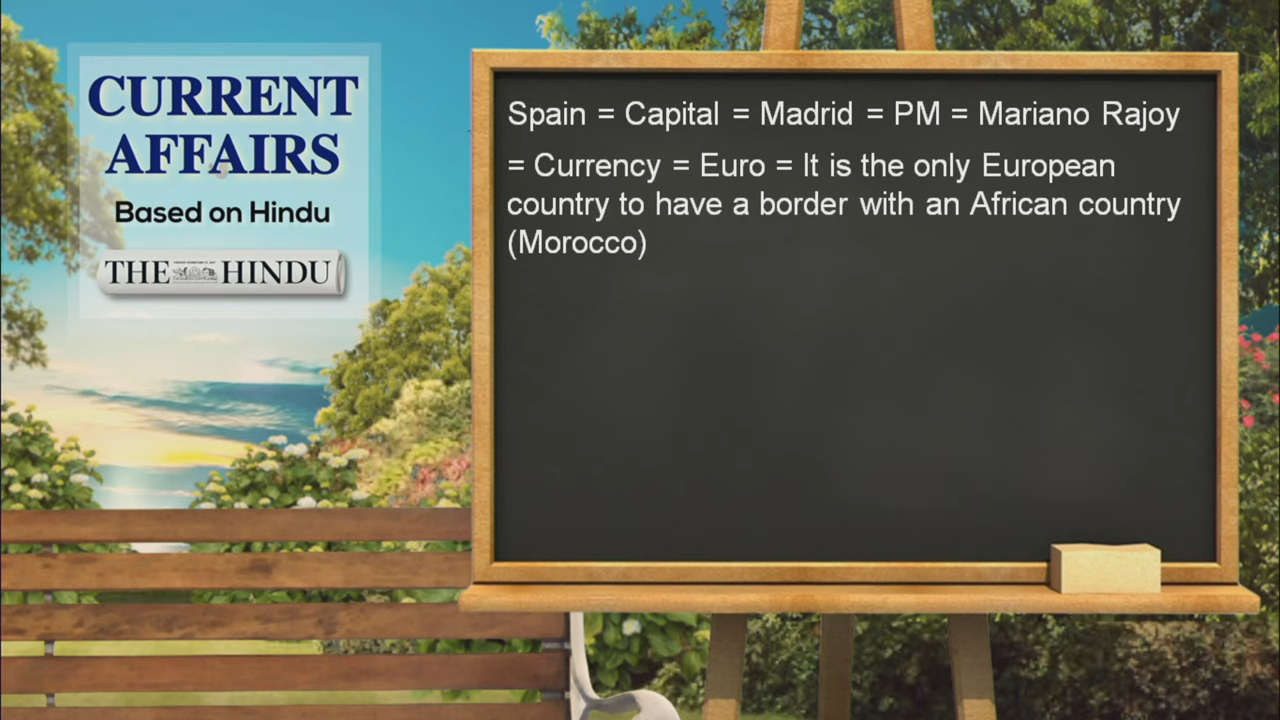 CURRENT
AFFAIRS
Based on Hindu
THE HINDU
Spain = Capital = Madrid = PM = Mariano Rajoy
= Currency = Euro = It is the only European
country to have a border with an African country
(Morocco)